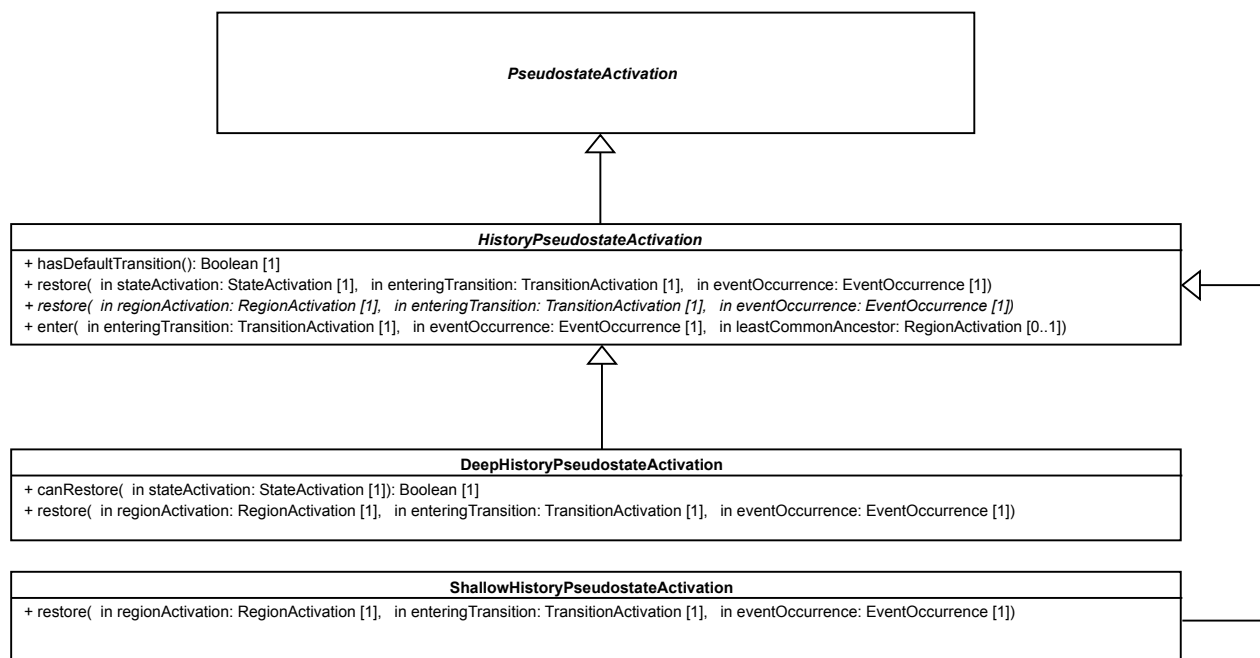 PseudostateActivation
HistoryPseudostateActivation
+ hasDefaultTransition(): Boolean [1]
+ restore( in stateActivation: StateActivation [1], in enteringTransition: TransitionActivation [1], in eventOccurrence: EventOccurrence [1])
+ restore( in regionActivation: RegionActivation [1], in enteringTransition: TransitionActivation [1], in eventOccurrence: EventOccurrence [1])
+ enter( in enteringTransition: TransitionActivation [1], in eventOccurrence: EventOccurrence [1], in leastCommonAncestor: RegionActivation [0..1])
DeepHistoryPseudostateActivation
+ canRestore( in stateActivation: StateActivation [1]): Boolean [1]
+ restore( in regionActivation: RegionActivation [1], in enteringTransition: TransitionActivation [1], in eventOccurrence: EventOccurrence [1])
ShallowHistoryPseudostateActivation
+ restore( in regionActivation: RegionActivation [1], in enteringTransition: TransitionActivation [1], in eventOccurrence: EventOccurrence [1])